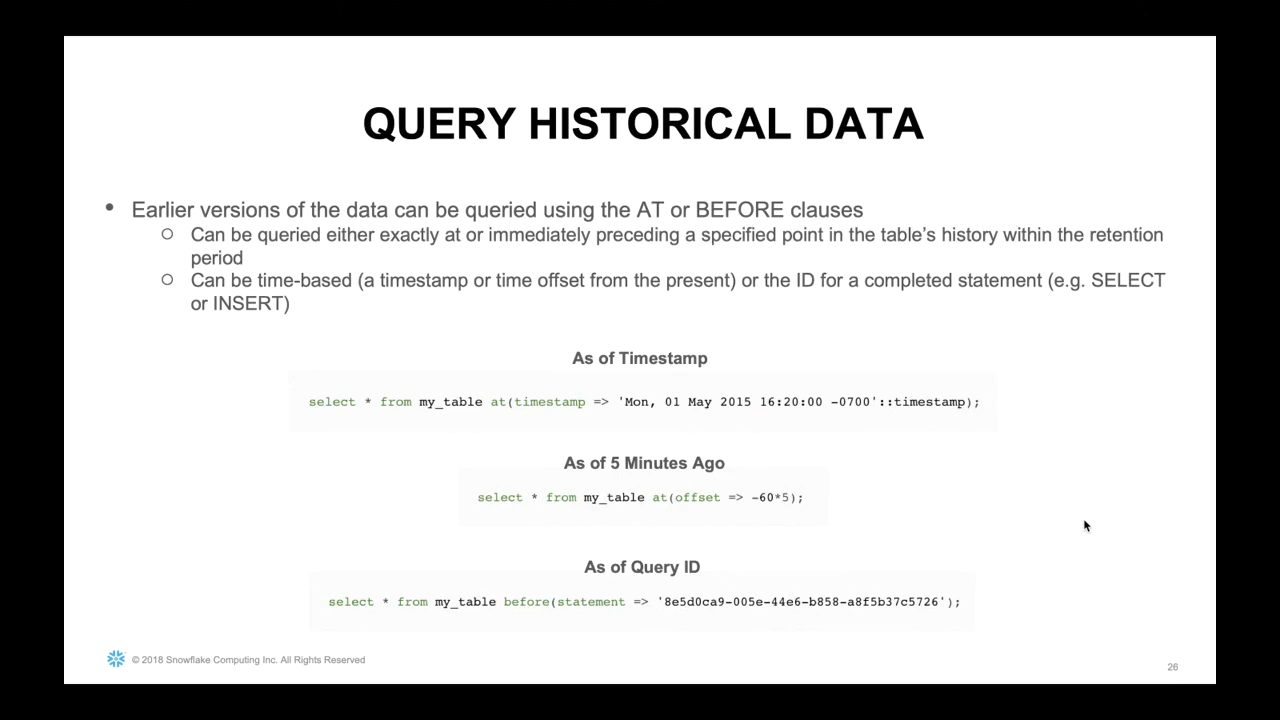 QUERY HISTORICAL DATA
• Earlier versions of the data can be queried using the AT or BEFORE clauses
○ Can be queried either exactly at or immediately preceding a specified point in the table's history within the retention
period
○ Can be time-based (a timestamp or time offset from the present) or the ID for a completed statement (e.g. SELECT
or INSERT)
As of Timestamp
select * from my_table at(timestamp => 'Mon, 01 May 2015 16:20:00 -0700'::timestamp);
As of 5 Minutes Ago
select * from my_table at(offset => -60*5);
As of Query ID
select * from my_table before(statement => '8e5d0ca9-005e-44e6-b858-a8f5b37c5726');
© 2018 Snowflake Computing Inc. All Rights Reserved
26